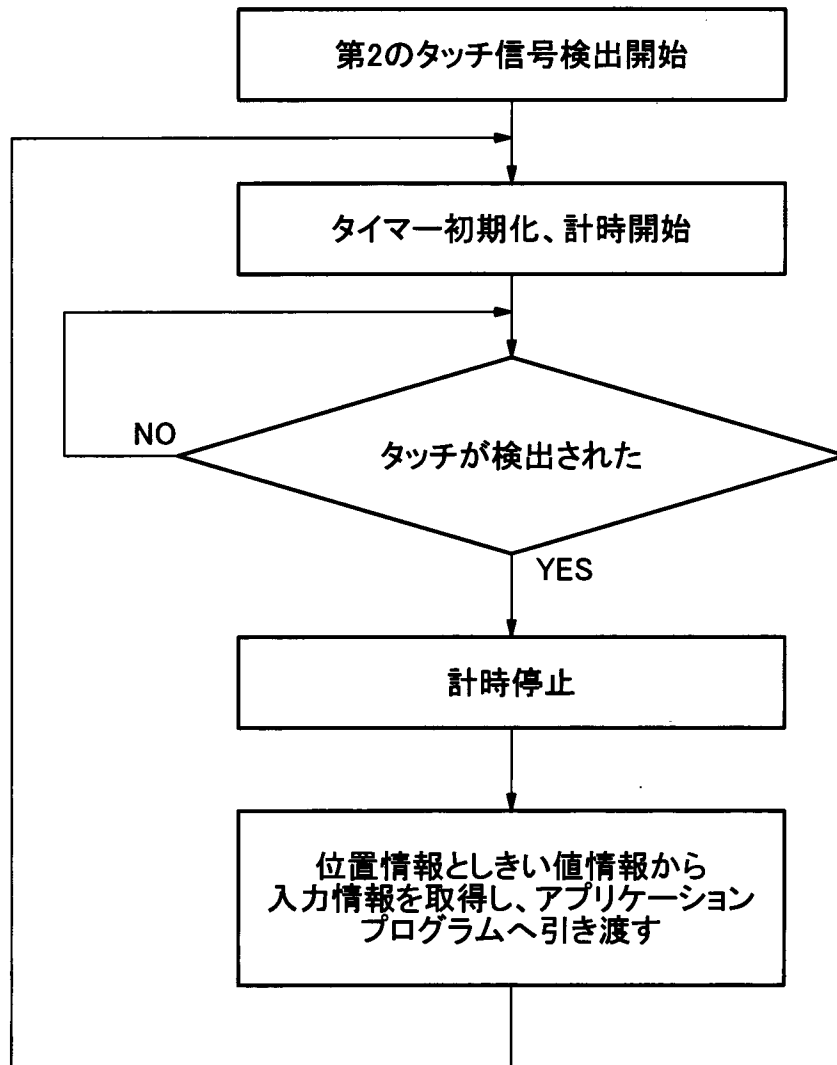 第2のタッチ信号検出開始
タイマー初期化、計時開始
NO
タッチが検出された
YES
計時停止
位置情報としきい値情報から
入力情報を取得し、アプリケーション
プログラムへ引き渡す